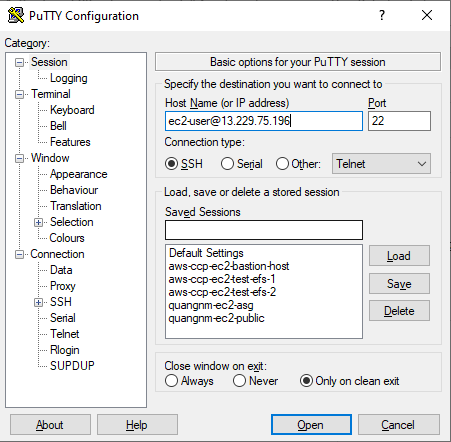 PuTTY Configuration
?
Category:
Session
Logging
Terminal
Keyboard
Bell
Features
Window
Appearance
Behaviour
Translation
Selection
Colours
Connection
Data
Proxy
SSH
Serial
Telnet
Rlogin
SUPDUP
Basic options for your PuTTY session
Specify the destination you want to connect to
Host Name (or IP address) Port
ec2-user@13.229.75.196 22
Connection type:
SSH Serial Other: Telnet
Load, save or delete a stored session
Saved Sessions
Default Settings
aws-ccp-ec2-bastion-host
aws-ccp-ec2-test-efs-1
aws-ccp-ec2-test-efs-2
quangnm-ec2-asg
quangnm-ec2-public
Load
Save
Delete
Close window on exit:
Always Never Only on clean exit
About Help Open Cancel